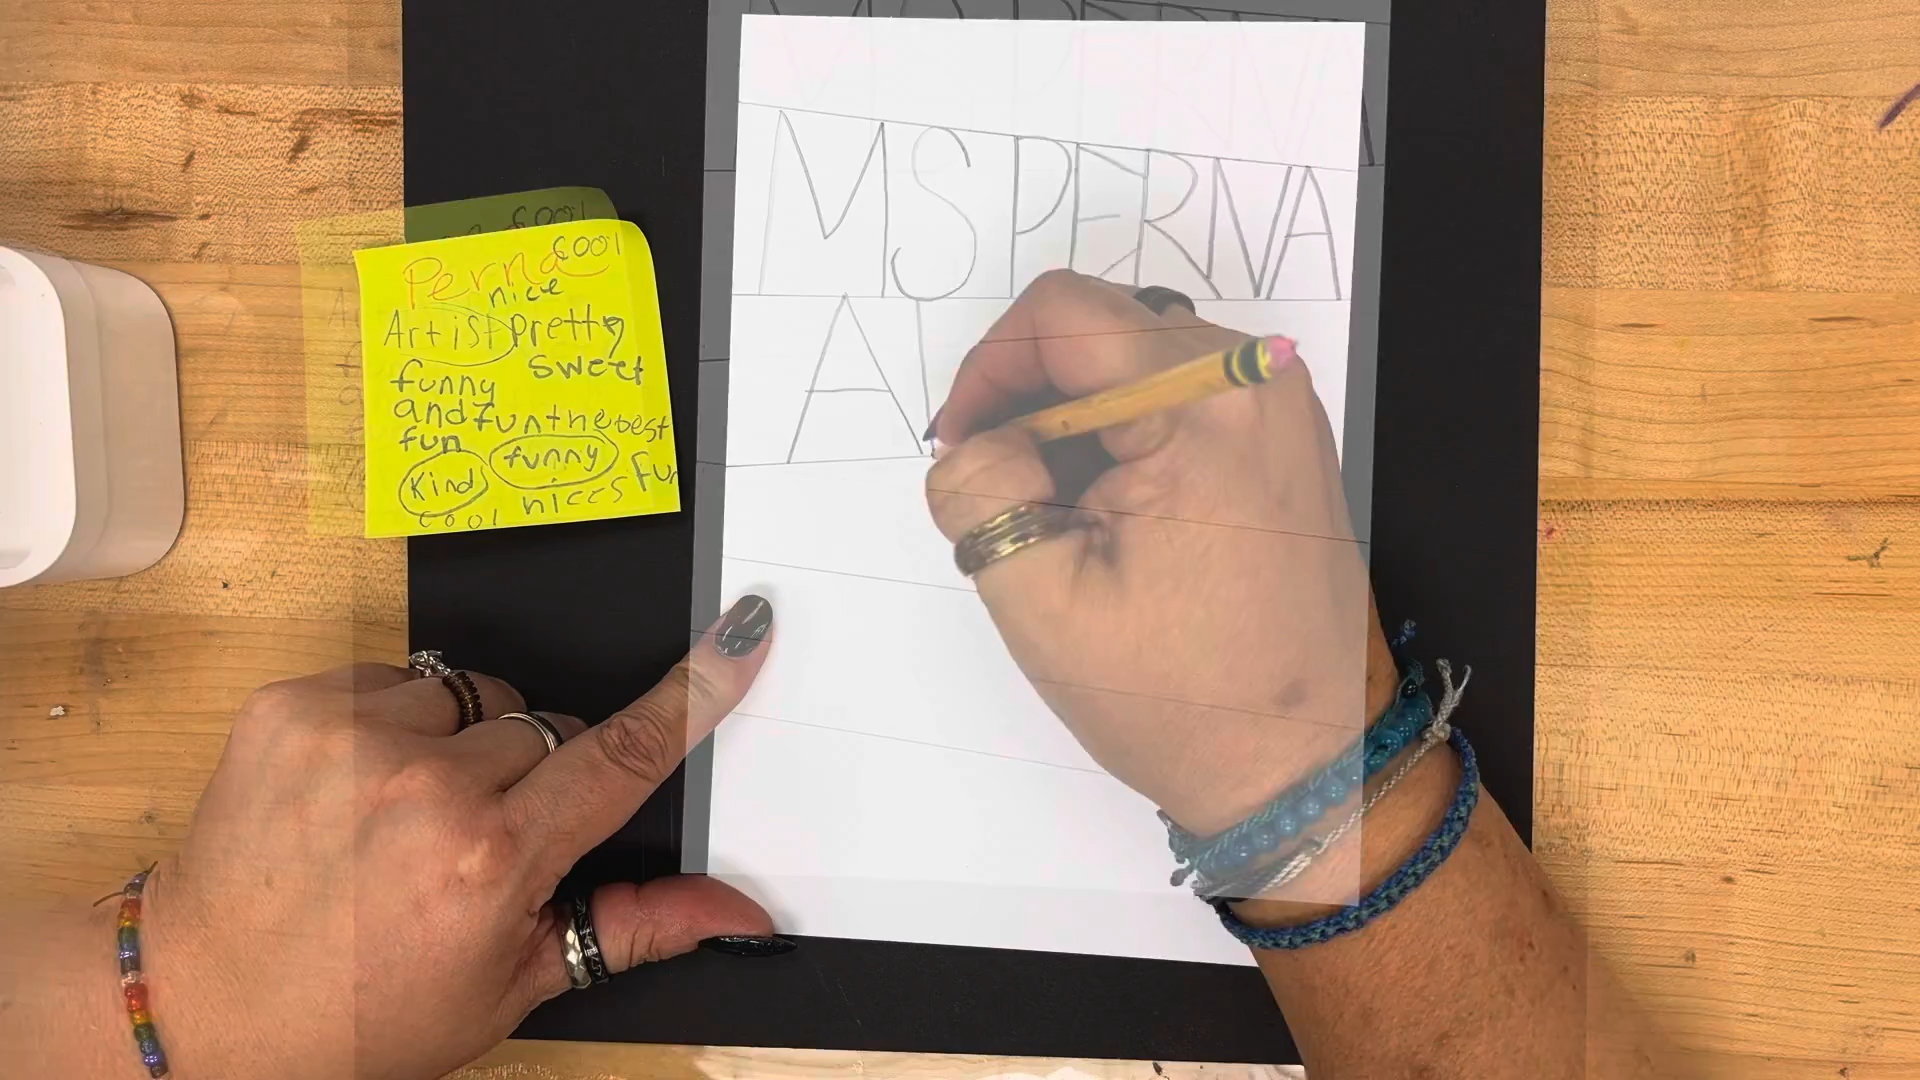 MS PERNA
A
Perna cool
nice
Artist pretty
funny sweet
and fun the best
fun funny
Kind nices fun
cool